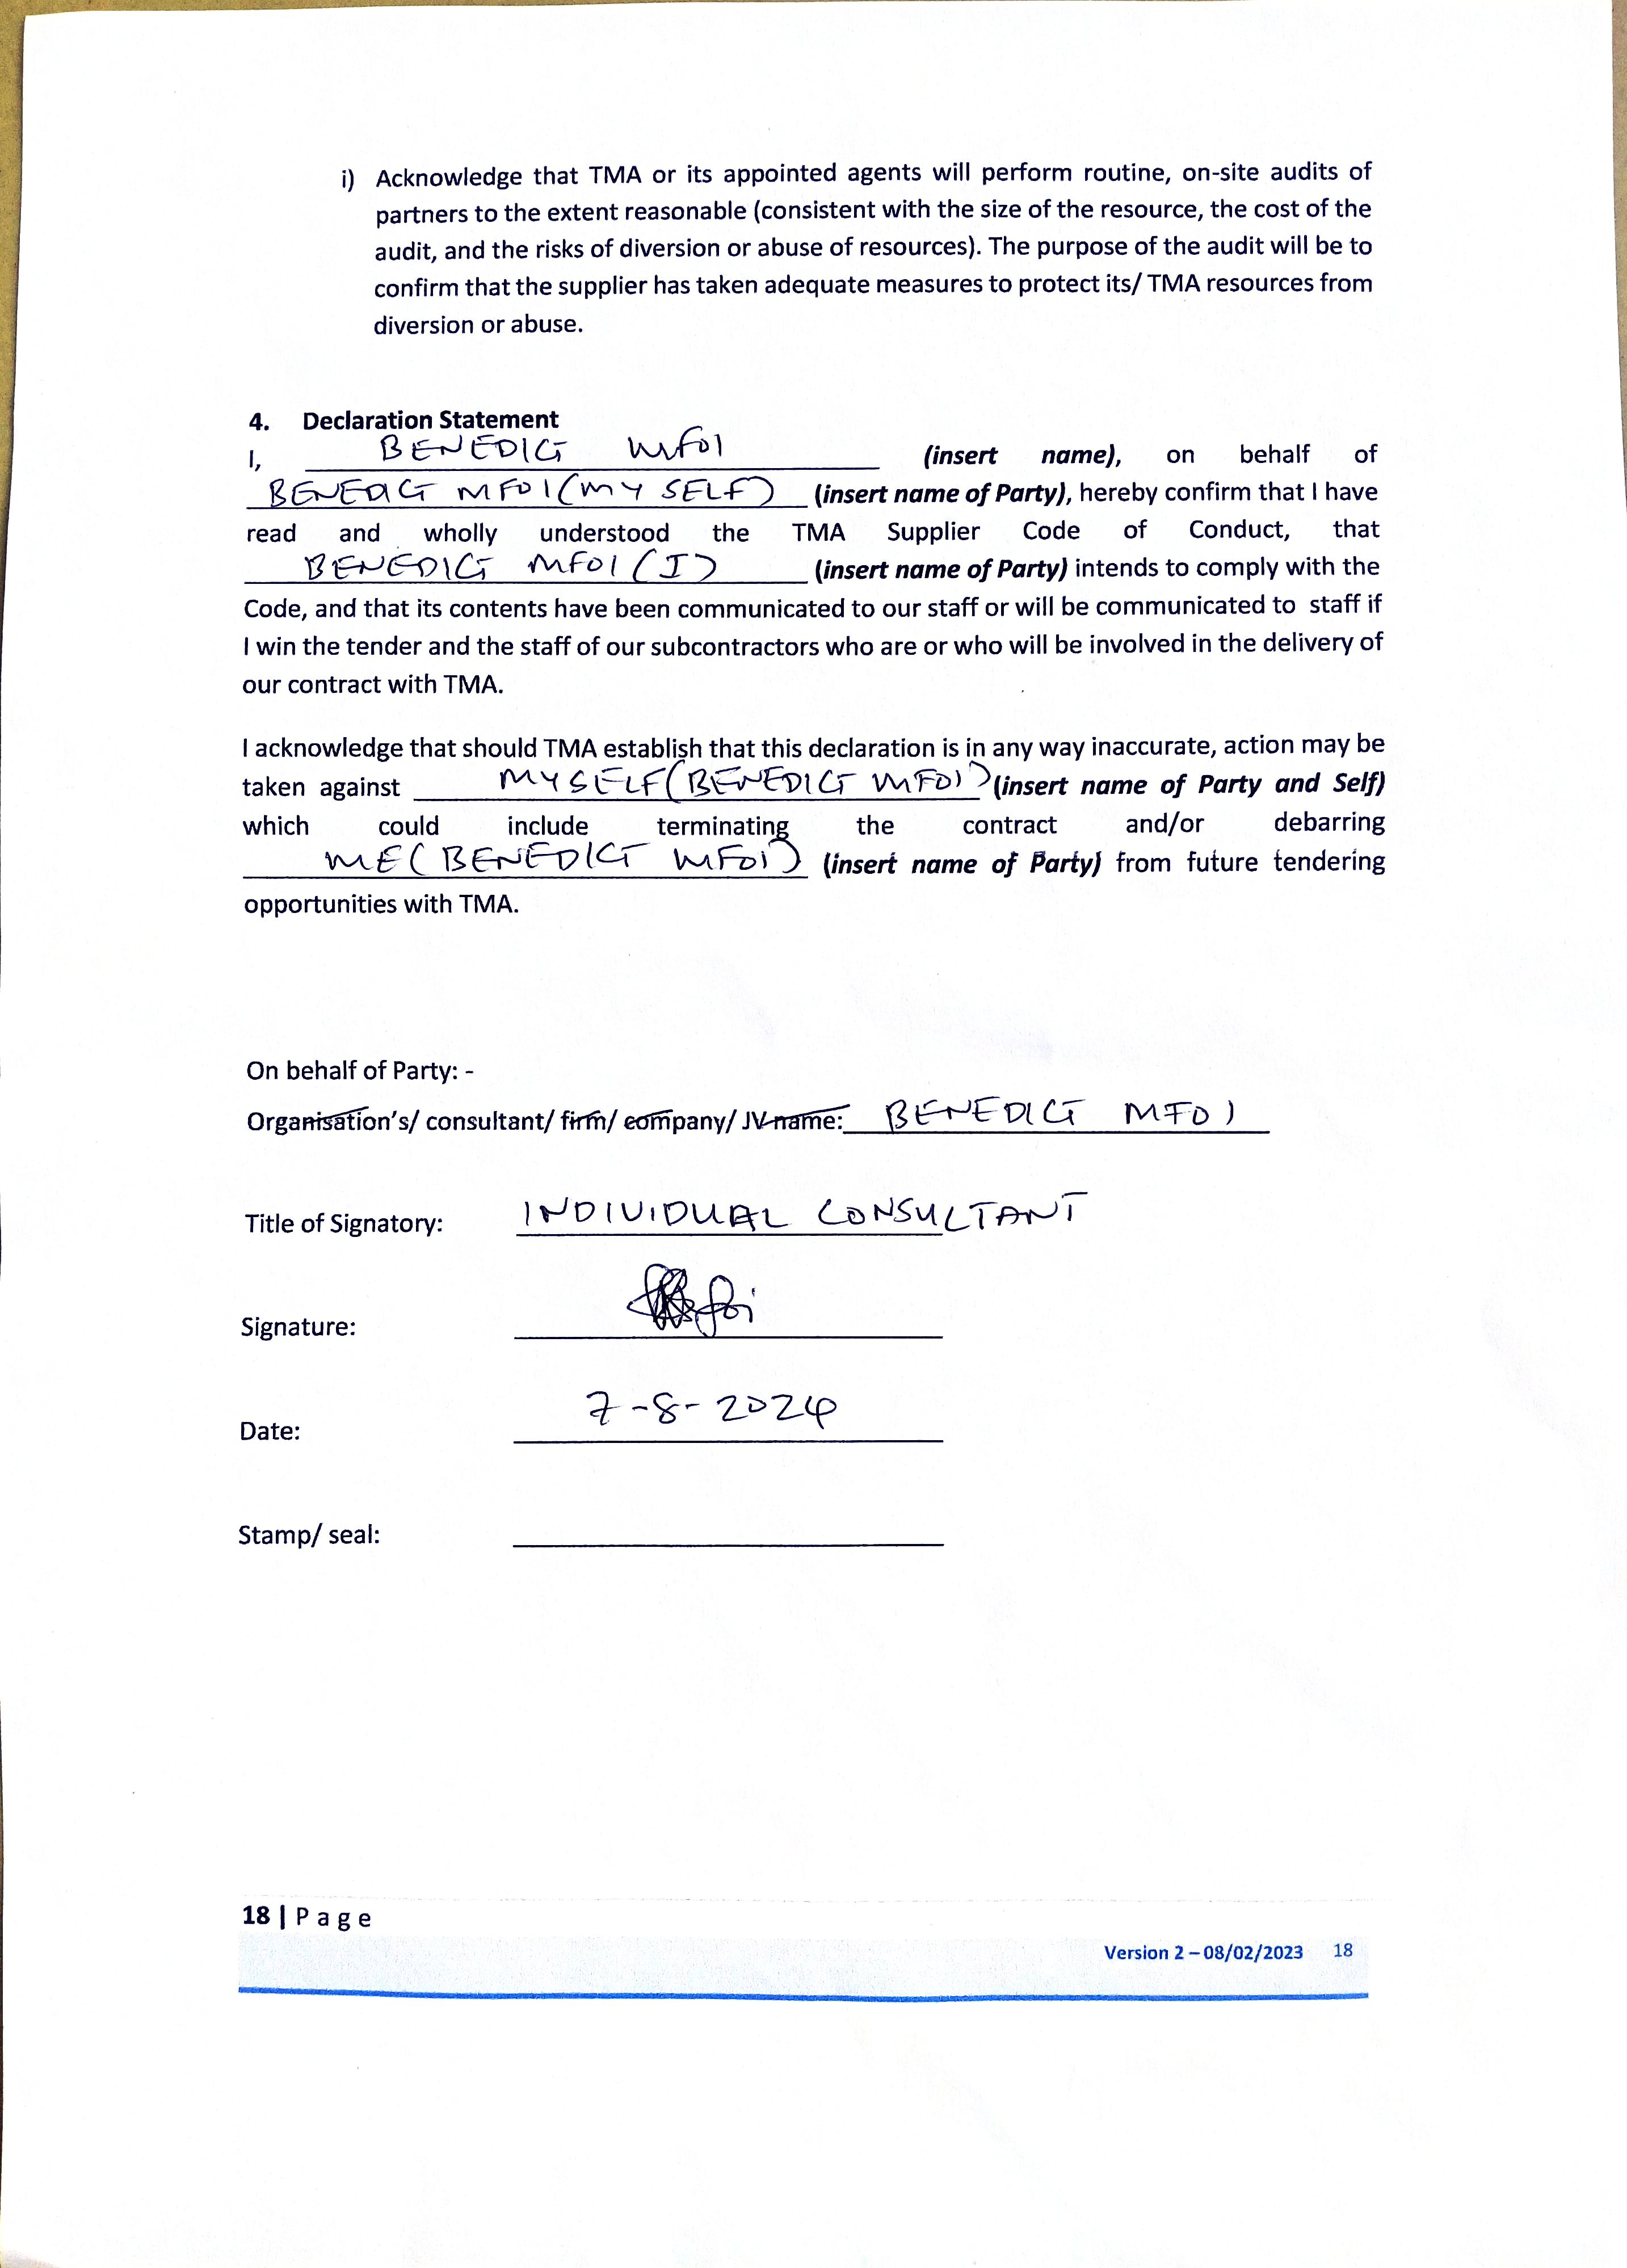 i) Acknowledge that TMA or its appointed agents will perform routine, on-site audits of
partners to the extent reasonable (consistent with the size of the resource, the cost of the
audit, and the risks of diversion or abuse of resources). The purpose of the audit will be to
confirm that the supplier has taken adequate measures to protect its/ TMA resources from
diversion or abuse.
4. Declaration Statement
I, BENEDICT MFOI (insert name), on behalf of
BENEDICT MFOI (MY SELF) (insert name of Party), hereby confirm that I have
read and wholly understood the TMA Supplier Code of Conduct, that
BENEDICT MFOI (I) (insert name of Party) intends to comply with the
Code, and that its contents have been communicated to our staff or will be communicated to staff if
I win the tender and the staff of our subcontractors who are or who will be involved in the delivery of
our contract with TMA.
I acknowledge that should TMA establish that this declaration is in any way inaccurate, action may be
taken against MYSELF (BENEDICT MFOI) (insert name of Party and Self)
which could include terminating the contract and/or debarring
ME (BENEDICT MFOI) (insert name of Party) from future tendering
opportunities with TMA.
On behalf of Party: -
Organisation's/ consultant/ firm/ company/ JV name: BENEDICT MFOI
Title of Signatory: INDIVIDUAL CONSULTANT
Signature:
Date: 7-8-2024
Stamp/ seal:
18 | Page
Version 2 – 08/02/2023 18